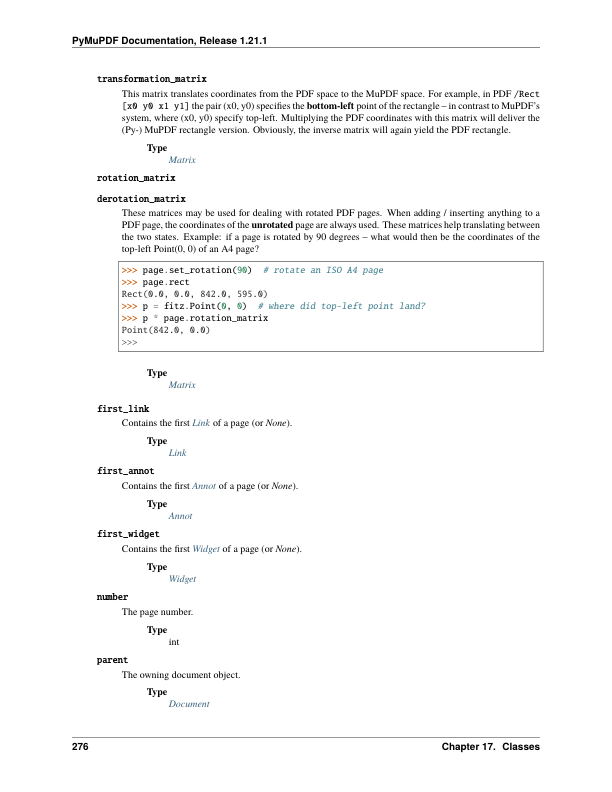 PyMuPDF Documentation, Release 1.21.1
transformation_matrix
This matrix translates coordinates from the PDF space to the MuPDF space. For example, in PDF /Rect
[x0 y0 x1 y1] the pair (x0, y0) specifies the bottom-left point of the rectangle – in contrast to MuPDF's
system, where (x0, y0) specify top-left. Multiplying the PDF coordinates with this matrix will deliver the
(Py-) MuPDF rectangle version. Obviously, the inverse matrix will again yield the PDF rectangle.
Type
Matrix
rotation_matrix
derotation_matrix
These matrices may be used for dealing with rotated PDF pages. When adding / inserting anything to a
PDF page, the coordinates of the unrotated page are always used. These matrices help translating between
the two states. Example: if a page is rotated by 90 degrees – what would then be the coordinates of the
top-left Point(0, 0) of an A4 page?
>>> page.set_rotation(90)  # rotate an ISO A4 page
>>> page.rect
Rect(0.0, 0.0, 842.0, 595.0)
>>> p = fitz.Point(0, 0)  # where did top-left point land?
>>> p * page.rotation_matrix
Point(842.0, 0.0)
>>>
Type
Matrix
first_link
Contains the first Link of a page (or None).
Type
Link
first_annot
Contains the first Annot of a page (or None).
Type
Annot
first_widget
Contains the first Widget of a page (or None).
Type
Widget
number
The page number.
Type
int
parent
The owning document object.
Type
Document
276 Chapter 17. Classes